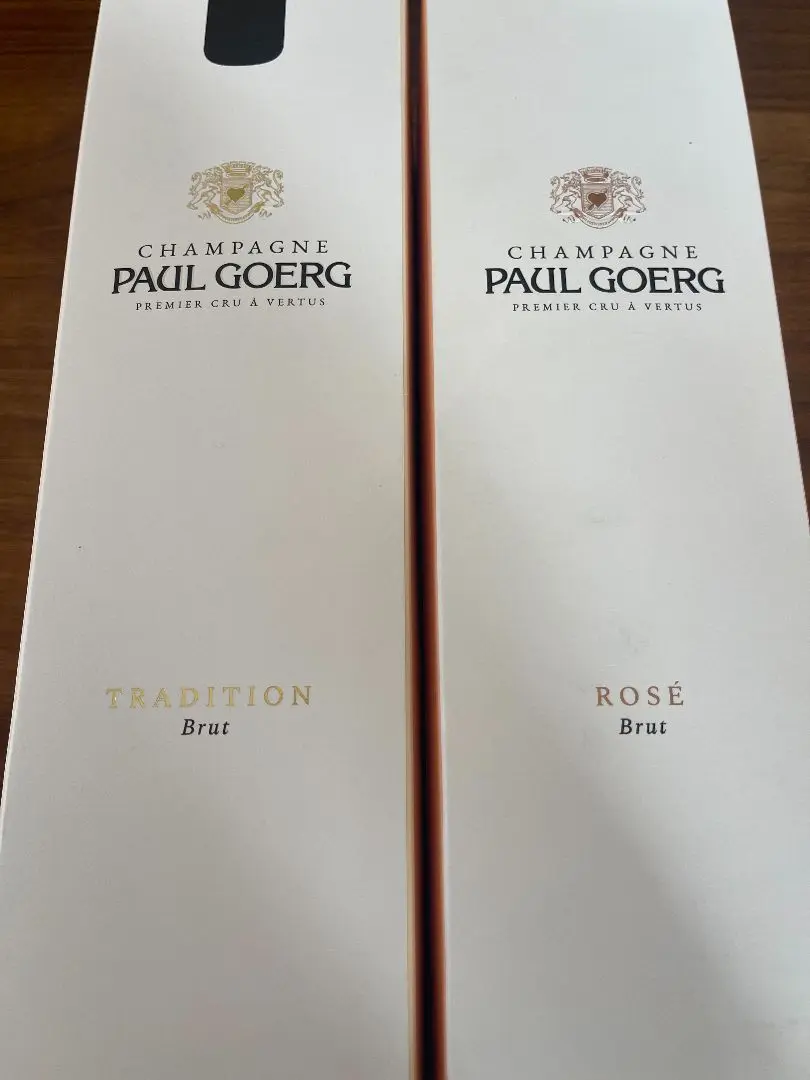 CHAMPAGNE
PAUL GOERG
PREMIER CRU À VERTUS
TRADITION
Brut
CHAMPAGNE
PAUL GOERG
PREMIER CRU À VERTUS
ROSÉ
Brut